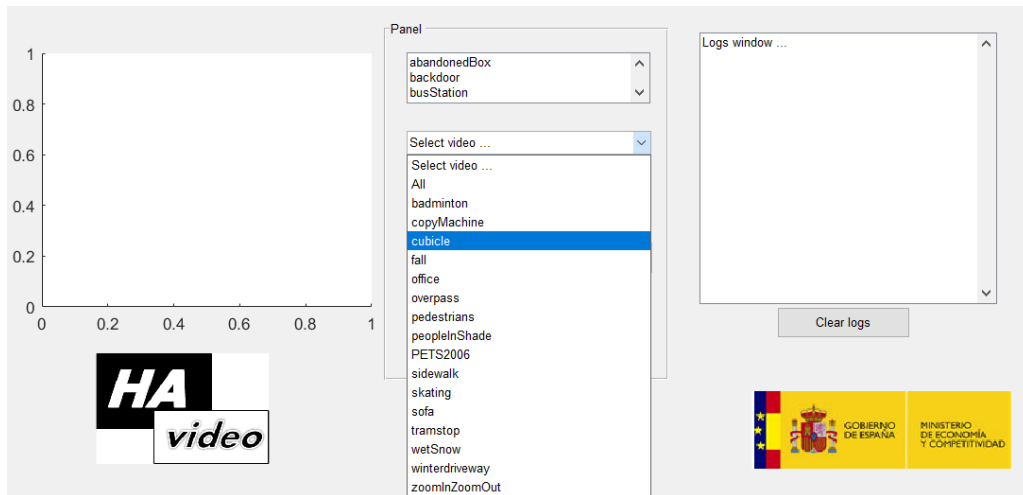 1
0.8
0.6
0.4
0.2
0
0 0.2 0.4 0.6 0.8 1
HA
video
Panel
abandonedBox
backdoor
busStation
Select video ...
Select video ...
All
badminton
copyMachine
cubicle
fall
office
overpass
pedestrians
peopleInShade
PETS2006
sidewalk
skating
sofa
tramstop
wetSnow
winterdriveway
zoomInZoomOut
Logs window ...
Clear logs
GOBIERNO
DE ESPAÑA
MINISTERIO
DE ECONOMÍA
Y COMPETITIVIDAD